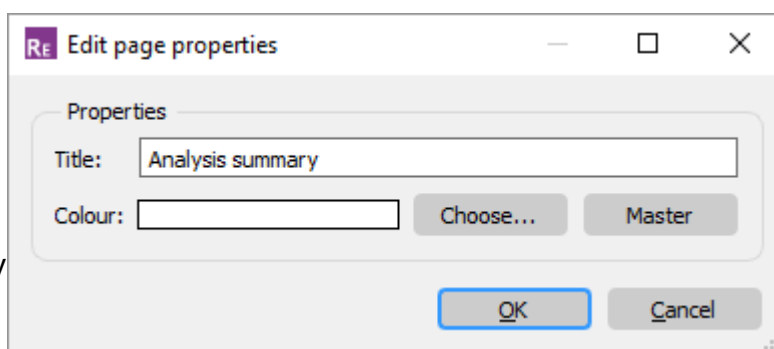 RE Edit page properties
Properties
Title: Analysis summary
Colour: Choose... Master
y
OK Cancel